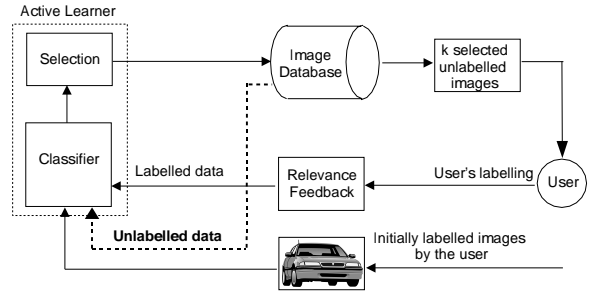 Active Learner
Selection
Image
Database
k selected
unlabelled
images
Classifier
Labelled data
Relevance
Feedback
User's labelling
User
Unlabelled data
Initially labelled images
by the user